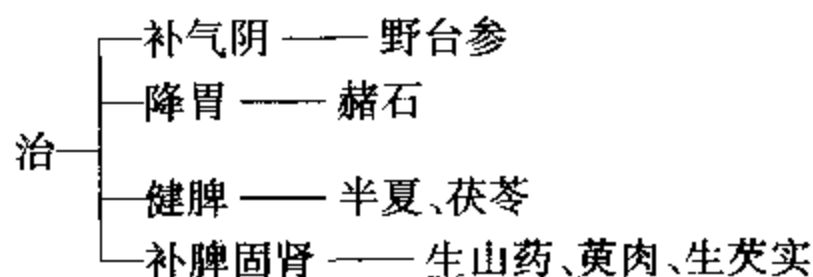 补气阴 —— 野台参
降胃 —— 赭石
治
健脾 —— 半夏、茯苓
补脾固肾 —— 生山药、萸肉、生芡实